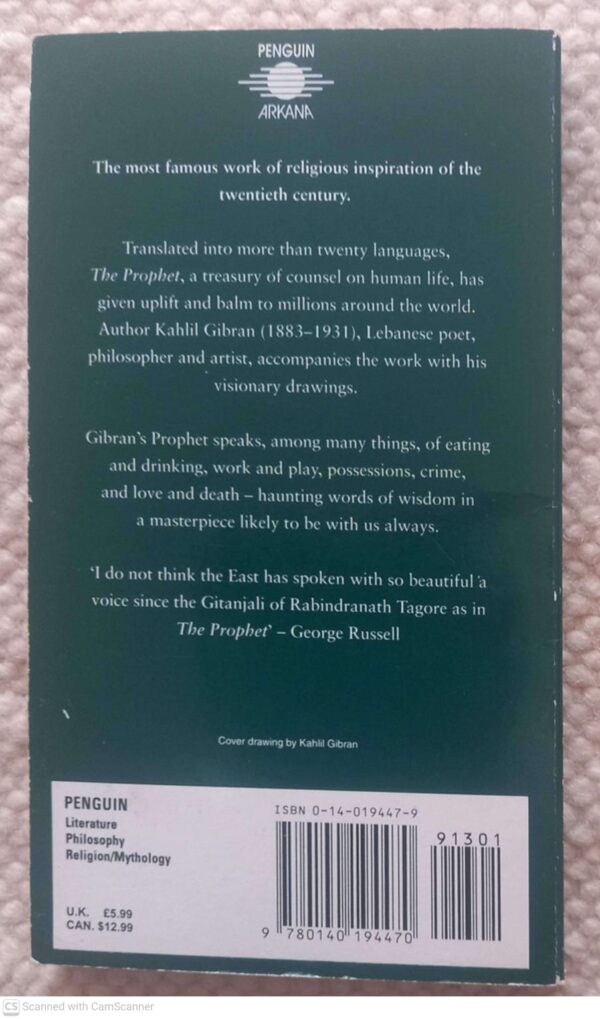 PENGUIN
ARKANA
The most famous work of religious inspiration of the
twentieth century.
Translated into more than twenty languages,
The Prophet, a treasury of counsel on human life, has
given uplift and balm to millions around the world.
Author Kahlil Gibran (1883–1931), Lebanese poet,
philosopher and artist, accompanies the work with his
visionary drawings.
Gibran's Prophet speaks, among many things, of eating
and drinking, work and play, possessions, crime,
and love and death – haunting words of wisdom in
a masterpiece likely to be with us always.
'I do not think the East has spoken with so beautiful a
voice since the Gitanjali of Rabindranath Tagore as in
The Prophet' – George Russell
Cover drawing by Kahlil Gibran
PENGUIN
Literature
Philosophy
Religion/Mythology
U.K. £5.99
CAN. $12.99
ISBN 0-14-019447-9
91301
9 780140 194470
CS Scanned with CamScanner